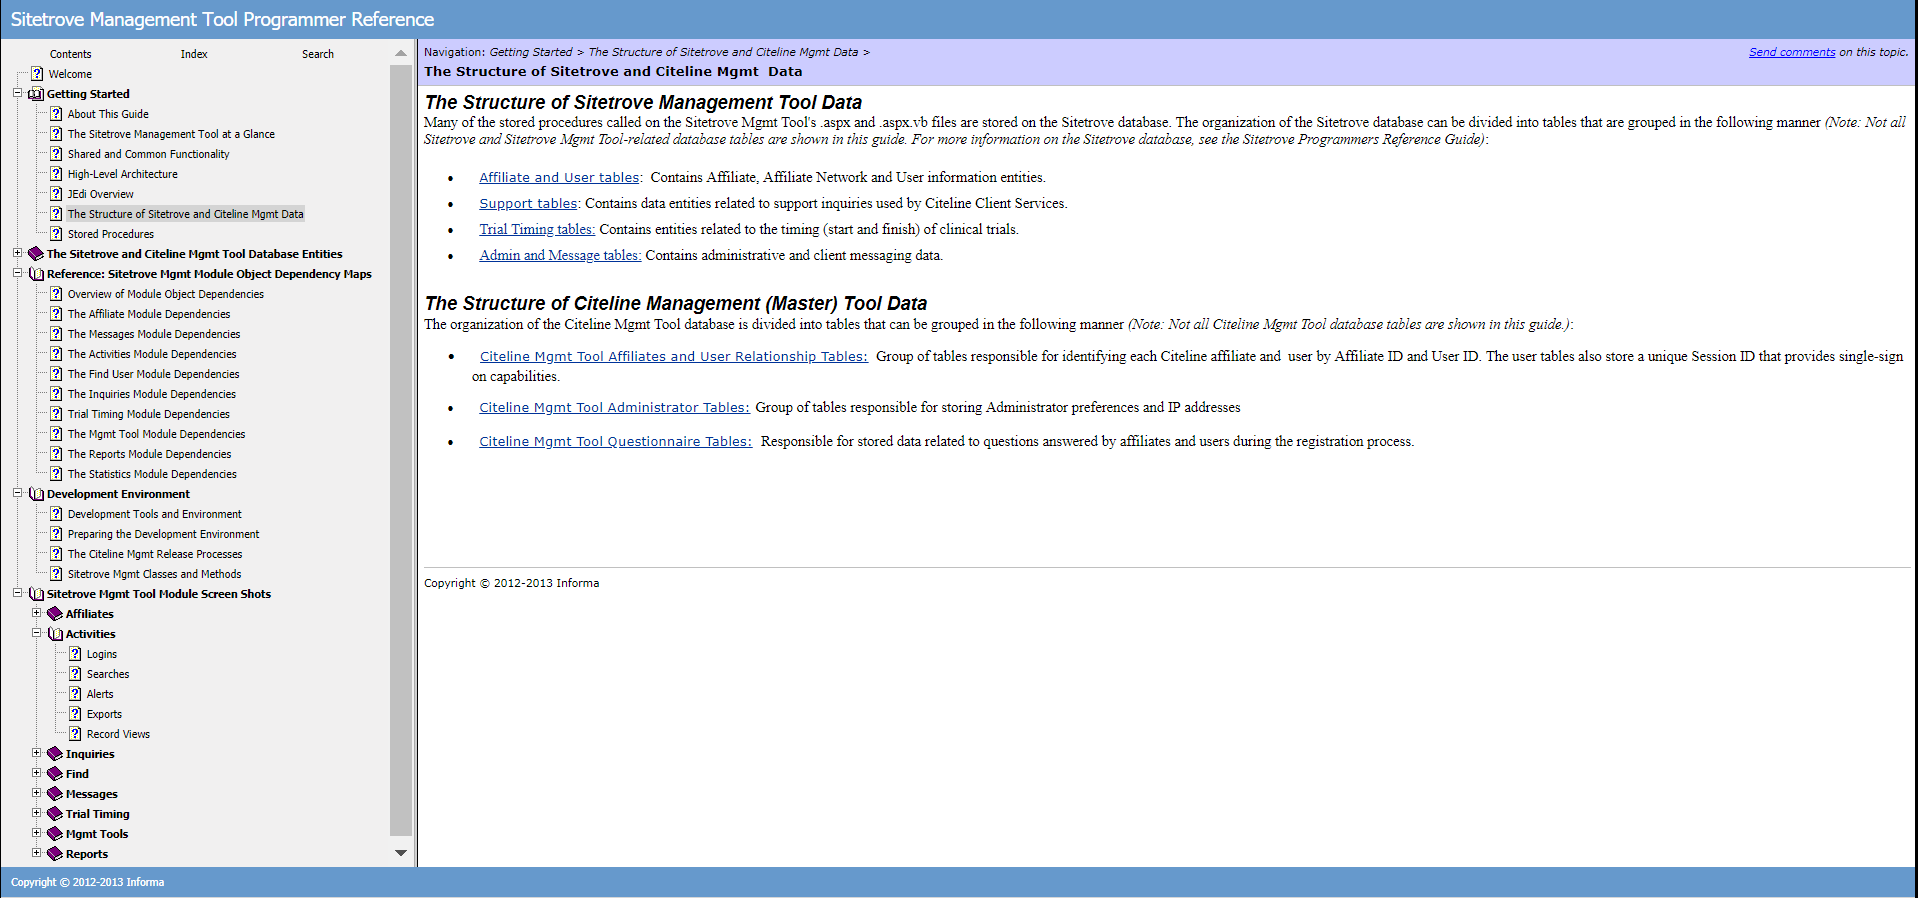 Sitetrove Management Tool Programmer Reference
Contents Index Search
Welcome
Getting Started
About This Guide
The Sitetrove Management Tool at a Glance
Shared and Common Functionality
High-Level Architecture
JEdi Overview
The Structure of Sitetrove and Citeline Mgmt Data
Stored Procedures
The Sitetrove and Citeline Mgmt Tool Database Entities
Reference: Sitetrove Mgmt Module Object Dependency Maps
Overview of Module Object Dependencies
The Affiliate Module Dependencies
The Messages Module Dependencies
The Activities Module Dependencies
The Find User Module Dependencies
The Inquiries Module Dependencies
Trial Timing Module Dependencies
The Mgmt Tool Module Dependencies
The Reports Module Dependencies
The Statistics Module Dependencies
Development Environment
Development Tools and Environment
Preparing the Development Environment
The Citeline Mgmt Release Processes
Sitetrove Mgmt Classes and Methods
Sitetrove Mgmt Tool Module Screen Shots
Affiliates
Activities
Logins
Searches
Alerts
Exports
Record Views
Inquiries
Find
Messages
Trial Timing
Mgmt Tools
Reports
Navigation: Getting Started > The Structure of Sitetrove and Citeline Mgmt Data >
Send comments on this topic.
The Structure of Sitetrove and Citeline Mgmt Data
The Structure of Sitetrove Management Tool Data
Many of the stored procedures called on the Sitetrove Mgmt Tool's .aspx and .aspx.vb files are stored on the Sitetrove database. The organization of the Sitetrove database can be divided into tables that are grouped in the following manner (Note: Not all
Sitetrove and Sitetrove Mgmt Tool-related database tables are shown in this guide. For more information on the Sitetrove database, see the Sitetrove Programmers Reference Guide):
• Affiliate and User tables: Contains Affiliate, Affiliate Network and User information entities.
• Support tables: Contains data entities related to support inquiries used by Citeline Client Services.
• Trial Timing tables: Contains entities related to the timing (start and finish) of clinical trials.
• Admin and Message tables: Contains administrative and client messaging data.
The Structure of Citeline Management (Master) Tool Data
The organization of the Citeline Mgmt Tool database is divided into tables that can be grouped in the following manner (Note: Not all Citeline Mgmt Tool database tables are shown in this guide.):
• Citeline Mgmt Tool Affiliates and User Relationship Tables: Group of tables responsible for identifying each Citeline affiliate and user by Affiliate ID and User ID. The user tables also store a unique Session ID that provides single-sign
on capabilities.
• Citeline Mgmt Tool Administrator Tables: Group of tables responsible for storing Administrator preferences and IP addresses
• Citeline Mgmt Tool Questionnaire Tables: Responsible for stored data related to questions answered by affiliates and users during the registration process.
Copyright © 2012-2013 Informa
Copyright © 2012-2013 Informa